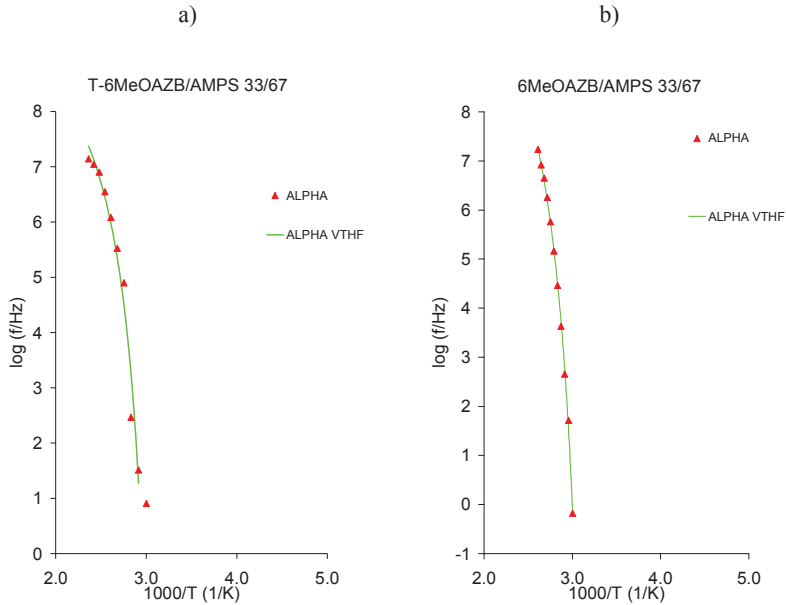 a)
b)
T-6MeOAZB/AMPS 33/67
8
7
6
5
4
3
2
1
0
log (f/Hz)
2.0 3.0 4.0 5.0
1000/T (1/K)
ALPHA
ALPHA VTHF
6MeOAZB/AMPS 33/67
8
7
6
5
4
3
2
1
0
-1
log (f/Hz)
2.0 3.0 4.0 5.0
1000/T (1/K)
ALPHA
ALPHA VTHF